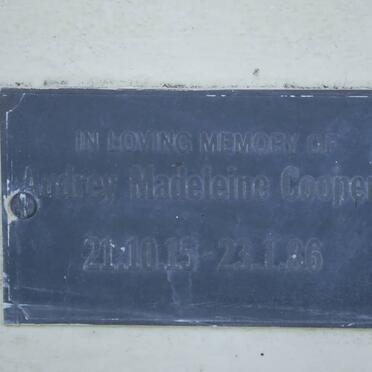 IN LOVING MEMORY OF
Audrey Madeleine Cooper
21.10.15 - 23.1.86